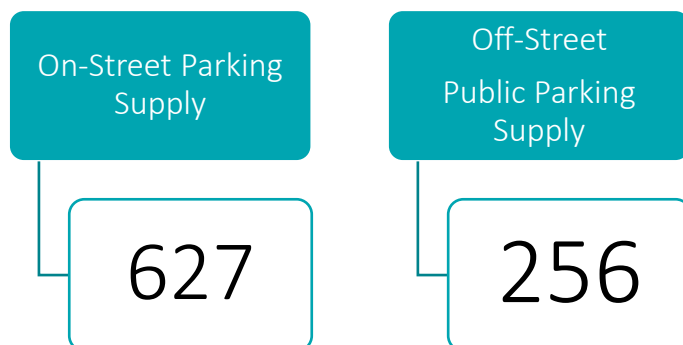 On-Street Parking
Supply
627
Off-Street
Public Parking
Supply
256